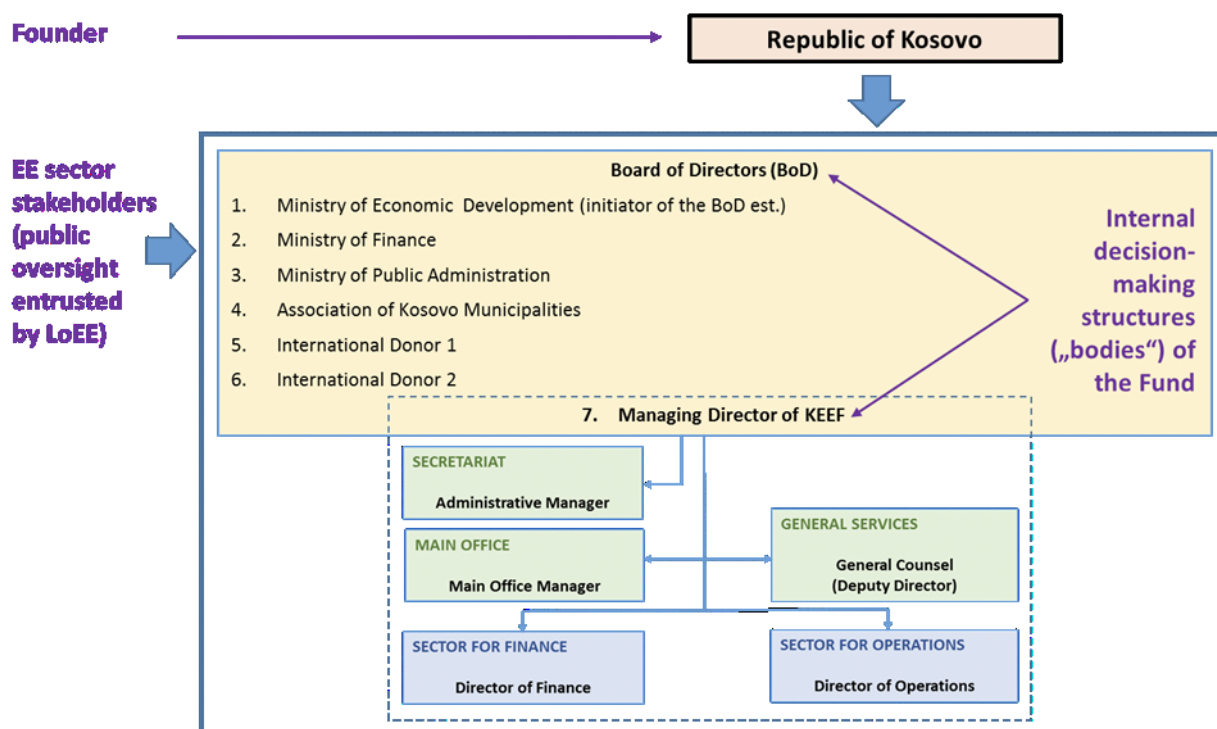 Founder
Republic of Kosovo
EE sector
stakeholders
(public
oversight
entrusted
by LoEE)
Board of Directors (BoD)
1. Ministry of Economic Development (initiator of the BoD est.)
2. Ministry of Finance
3. Ministry of Public Administration
4. Association of Kosovo Municipalities
5. International Donor 1
6. International Donor 2
7. Managing Director of KEEF
Internal
decision-
making
structures
(„bodies“) of
the Fund
SECRETARIAT
Administrative Manager
MAIN OFFICE
Main Office Manager
GENERAL SERVICES
General Counsel
(Deputy Director)
SECTOR FOR FINANCE
Director of Finance
SECTOR FOR OPERATIONS
Director of Operations